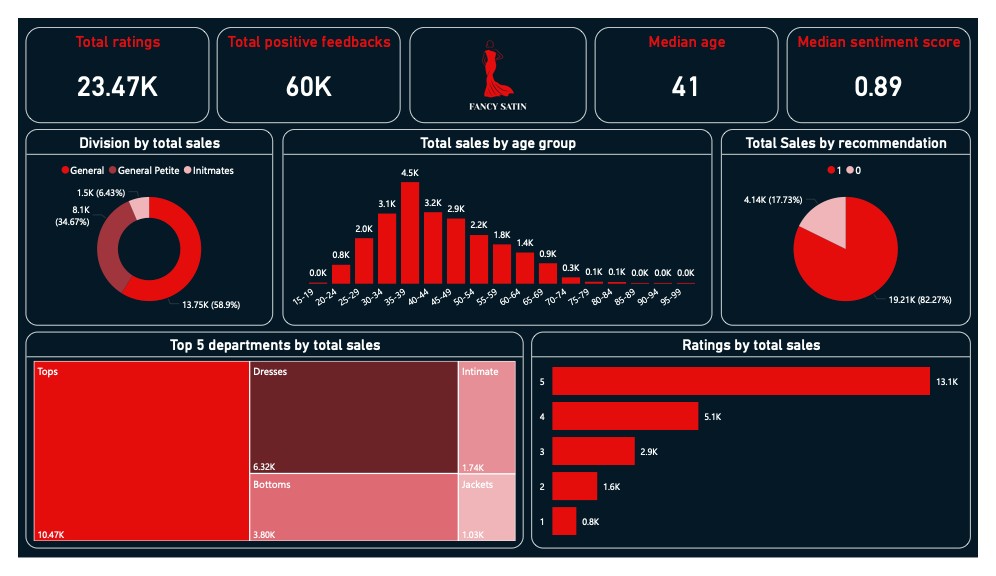 Total ratings
23.47K
Total positive feedbacks
60K
FANCY SATIN
Median age
41
Median sentiment score
0.89
Division by total sales
General General Petite Initmates
1.5K (6.43%)
8.1K
(34.67%)
13.75K (58.9%)
Total sales by age group
0.0K
0.8K
2.0K
3.1K
4.5K
3.2K
2.9K
2.2K
1.8K
1.4K
0.9K
0.3K
0.1K
0.1K
0.0K
0.0K
0.0K
15-19
20-24
25-29
30-34
35-39
40-44
45-49
50-54
55-59
60-64
65-69
70-74
75-79
80-84
85-89
90-94
95-99
Total Sales by recommendation
1 0
4.14K (17.73%)
19.21K (82.27%)
Top 5 departments by total sales
Tops
10.47K
Dresses
6.32K
Bottoms
3.80K
Intimate
1.74K
Jackets
1.03K
Ratings by total sales
5 13.1K
4 5.1K
3 2.9K
2 1.6K
1 0.8K